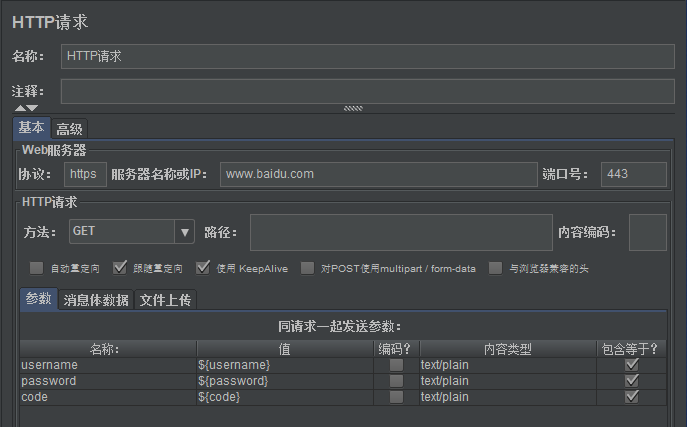 HTTP请求
名称： HTTP请求
注释：
基本 高级
Web服务器
协议： https 服务器名称或IP： www.baidu.com 端口号： 443
HTTP请求
方法： GET 路径： 内容编码：
自动重定向 跟随重定向 使用 KeepAlive 对POST使用multipart / form-data 与浏览器兼容的头
参数 消息体数据 文件上传
同请求一起发送参数：
名称： 值 编码? 内容类型 包含等于?
username ${username} text/plain
password ${password} text/plain
code ${code} text/plain